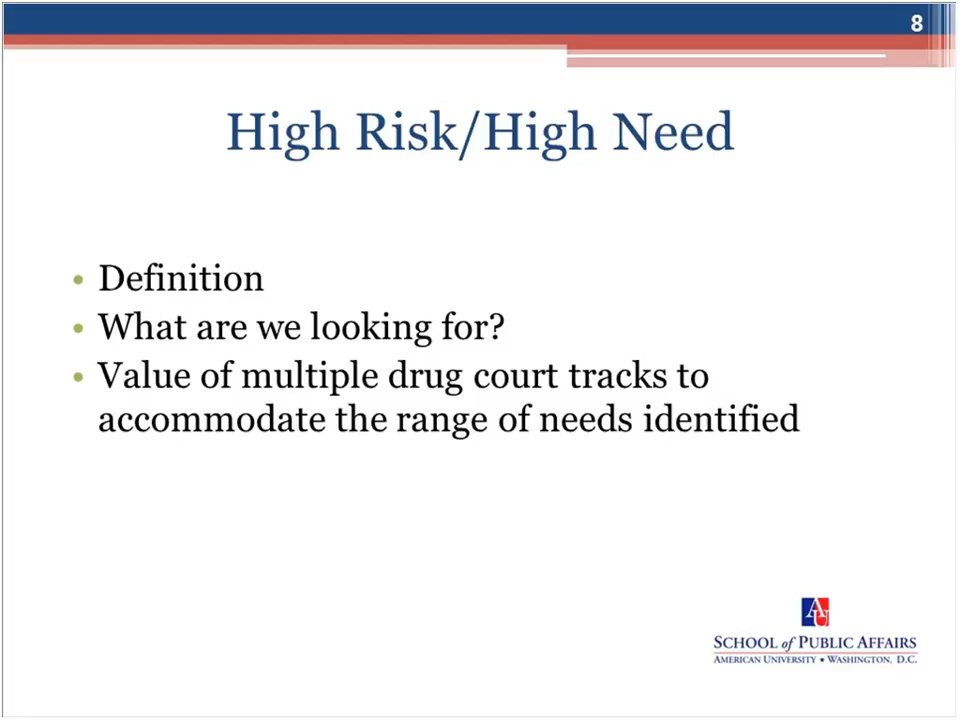 8
High Risk/High Need
• Definition
• What are we looking for?
• Value of multiple drug court tracks to
accommodate the range of needs identified
AU
SCHOOL of PUBLIC AFFAIRS
AMERICAN UNIVERSITY • WASHINGTON, D.C.